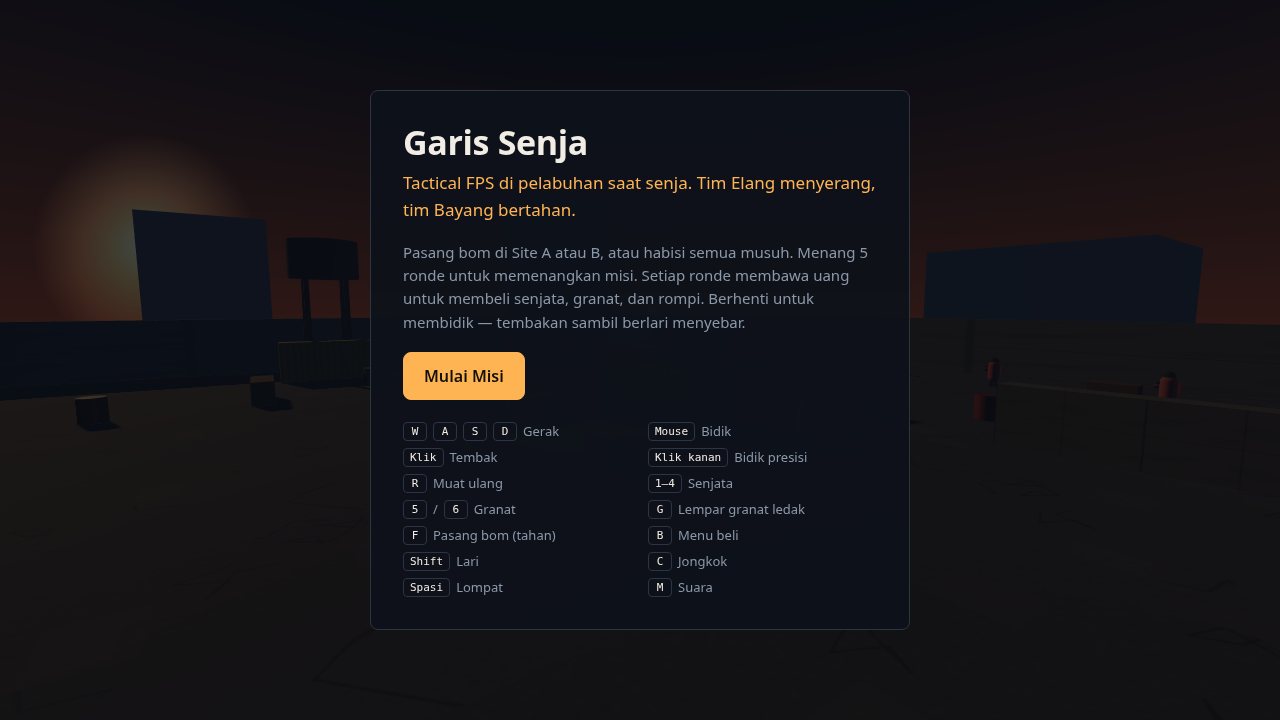 Garis Senja
Tactical FPS di pelabuhan saat senja. Tim Elang menyerang,
tim Bayang bertahan.
Pasang bom di Site A atau B, atau habisi semua musuh. Menang 5
ronde untuk memenangkan misi. Setiap ronde membawa uang
untuk membeli senjata, granat, dan rompi. Berhenti untuk
membidik — tembakan sambil berlari menyebar.
Mulai Misi
W A S D Gerak
Mouse Bidik
Klik Tembak
Klik kanan Bidik presisi
R Muat ulang
1–4 Senjata
5 / 6 Granat
G Lempar granat ledak
F Pasang bom (tahan)
B Menu beli
Shift Lari
C Jongkok
Spasi Lompat
M Suara